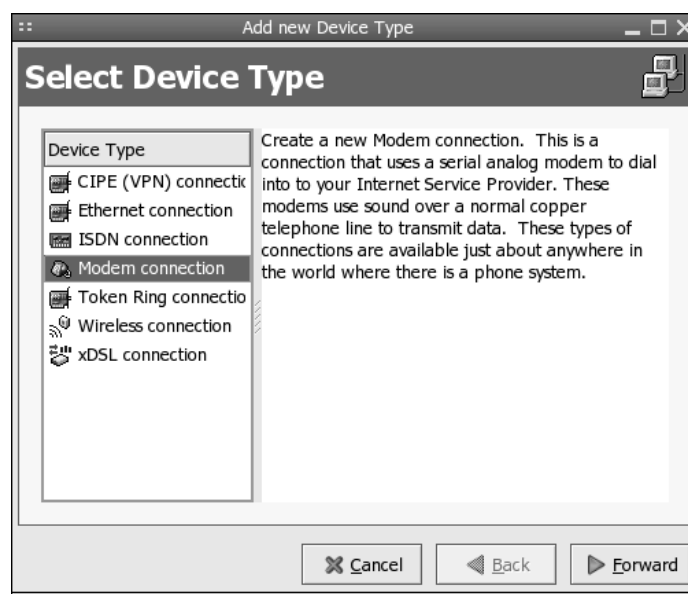 Add new Device Type
Select Device Type
Device Type
CIPE (VPN) connectic
Ethernet connection
ISDN connection
Modem connection
Token Ring connectio
Wireless connection
xDSL connection
Create a new Modem connection.  This is a
connection that uses a serial analog modem to dial
into to your Internet Service Provider. These
modems use sound over a normal copper
telephone line to transmit data.  These types of
connections are available just about anywhere in
the world where there is a phone system.
Cancel
Back
Forward